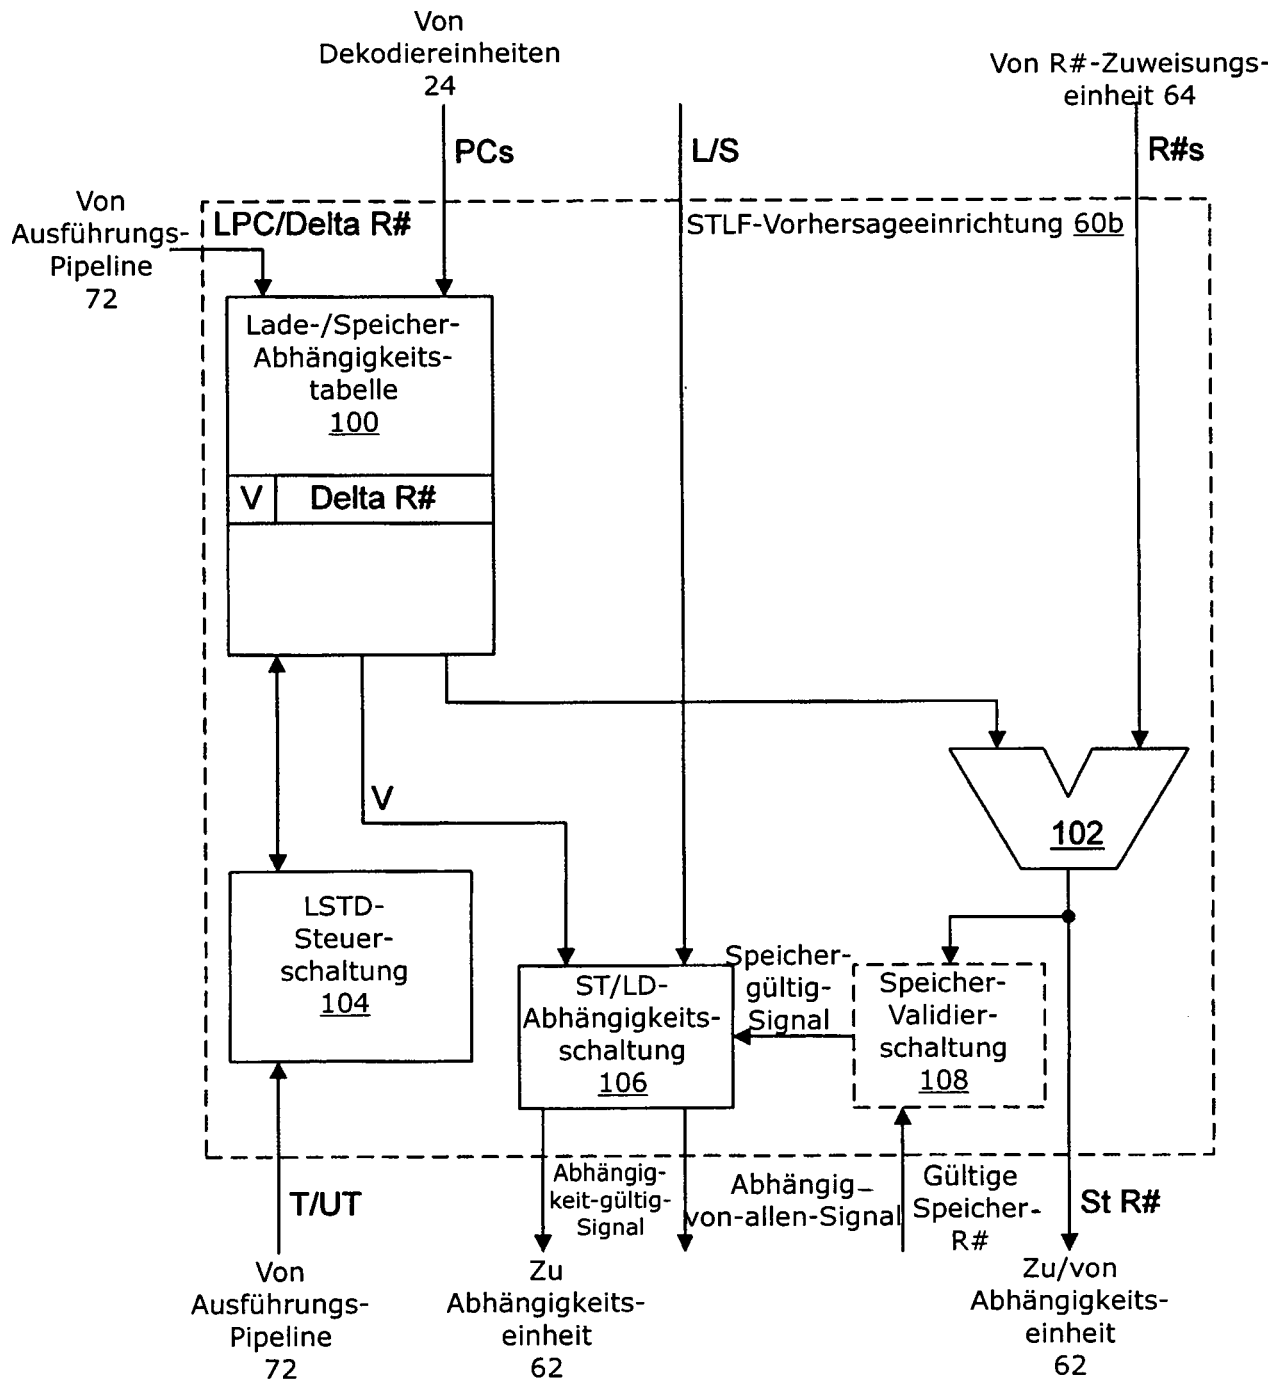 Von
Dekodiereinheiten
24
Von R#-Zuweisungs-
einheit 64
PCs
L/S
R#s
Von
Ausführungs-
Pipeline
72
LPC/Delta R#
STLF-Vorhersageeinrichtung 60b
Lade-/Speicher-
Abhängigkeits-
tabelle
100
V
Delta R#
V
102
LSTD-
Steuer-
schaltung
104
ST/LD-
Abhängigkeits-
schaltung
106
Speicher-
gültig-
Signal
Speicher-
Validier-
schaltung
108
T/UT
Abhängig-
keit-gültig-
Signal
Abhängig-
von-allen-Signal
Gültige
Speicher-
R#
St R#
Von
Ausführungs-
Pipeline
72
Zu
Abhängigkeits-
einheit
62
Zu/von
Abhängigkeits-
einheit
62